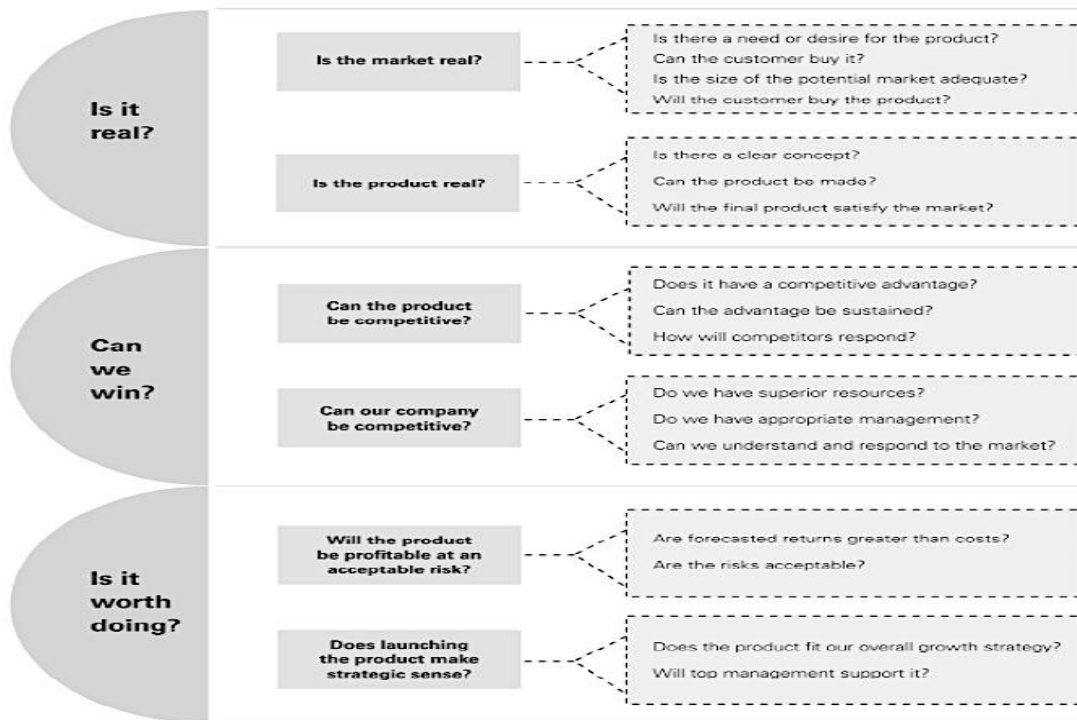 Is it
real?
Is the market real?
Is there a need or desire for the product?
Can the customer buy it?
Is the size of the potential market adequate?
Will the customer buy the product?
Is the product real?
Is there a clear concept?
Can the product be made?
Will the final product satisfy the market?
Can
we
win?
Can the product
be competitive?
Does it have a competitive advantage?
Can the advantage be sustained?
How will competitors respond?
Can our company
be competitive?
Do we have superior resources?
Do we have appropriate management?
Can we understand and respond to the market?
Is it
worth
doing?
Will the product
be profitable at an
acceptable risk?
Are forecasted returns greater than costs?
Are the risks acceptable?
Does launching
the product make
strategic sense?
Does the product fit our overall growth strategy?
Will top management support it?